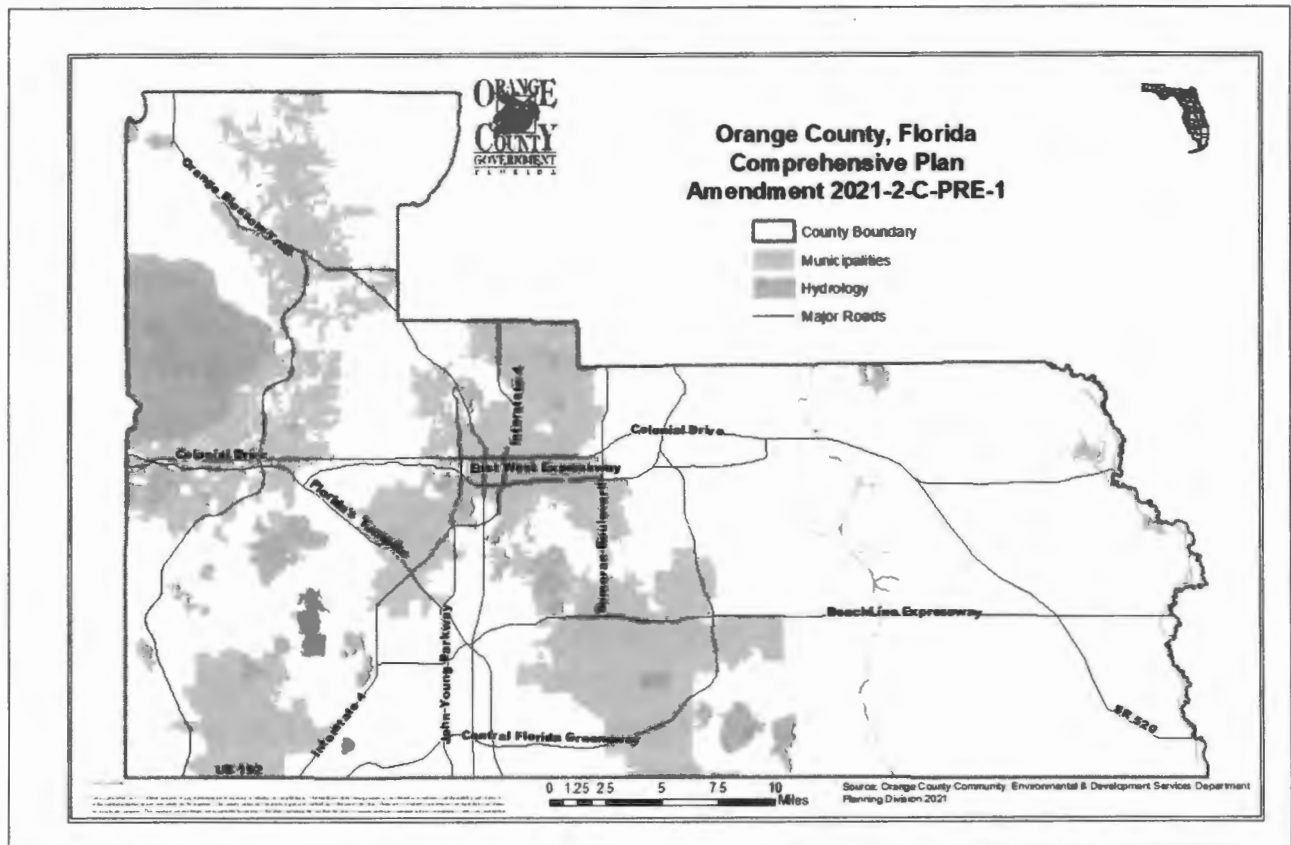 ORANGE
COUNTY
GOVERNMENT
FLORIDA
Orange County, Florida
Comprehensive Plan
Amendment 2021-2-C-PRE-1
County Boundary
Municipalities
Hydrology
Major Roads
Orange Blossom Trail
Interstate 4
Colonial Drive
Colonial Drive
East West Expressway
Florida's Turnpike
Semoran Boulevard
BeachLine Expressway
John Young Parkway
Interstate 4
Central Florida Greenway
SR 520
US 192
0 1.25 2.5 5 7.5 10
Miles
Source: Orange County Community, Environmental & Development Services Department
Planning Division 2021